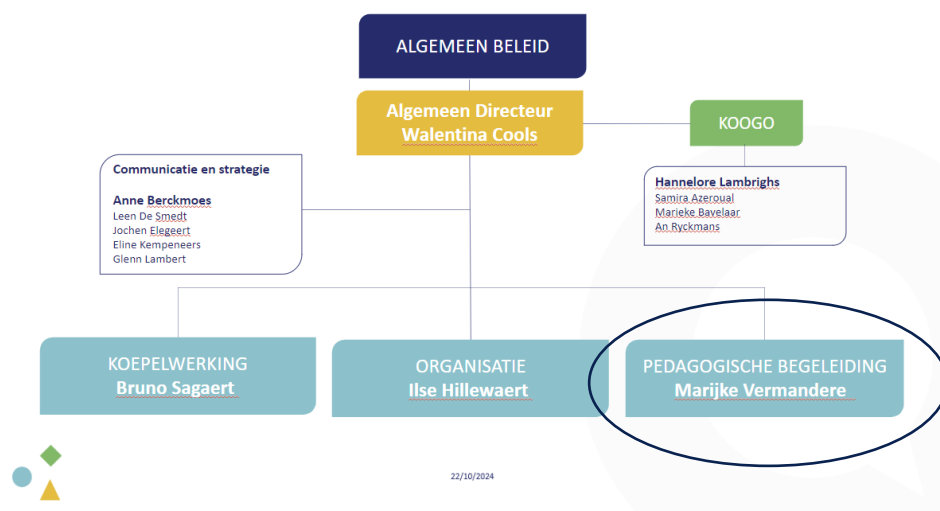 ALGEMEEN BELEID
Algemeen Directeur
Walentina Cools
KOOGO
Communicatie en strategie
Anne Berckmoes
Leen De Smedt
Jochen Elegeert
Eline Kempeneers
Glenn Lambert
Hannelore Lambrighs
Samira Azeroual
Marieke Bavelaar
An Ryckmans
KOEPELWERKING
Bruno Sagaert
ORGANISATIE
Ilse Hillewaert
PEDAGOGISCHE BEGELEIDING
Marijke Vermandere
22/10/2024